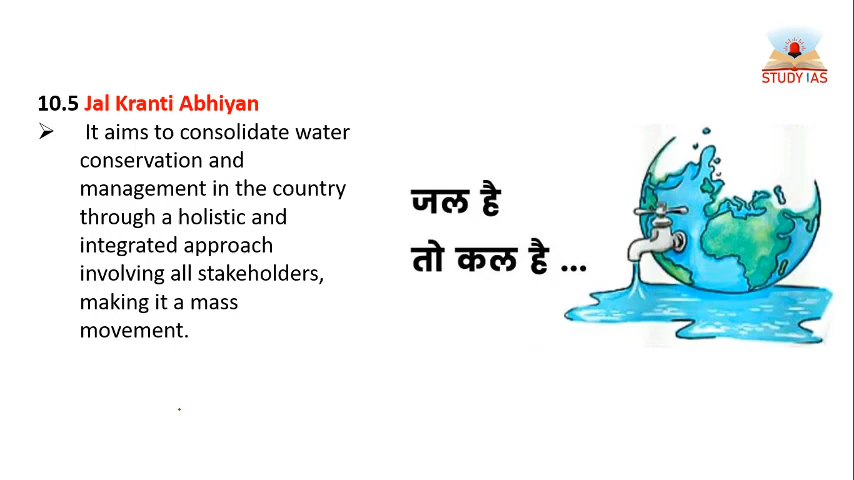 STUDY IAS
10.5 Jal Kranti Abhiyan
➢ It aims to consolidate water
conservation and
management in the country
through a holistic and
integrated approach
involving all stakeholders,
making it a mass
movement.
जल है
तो कल है ...